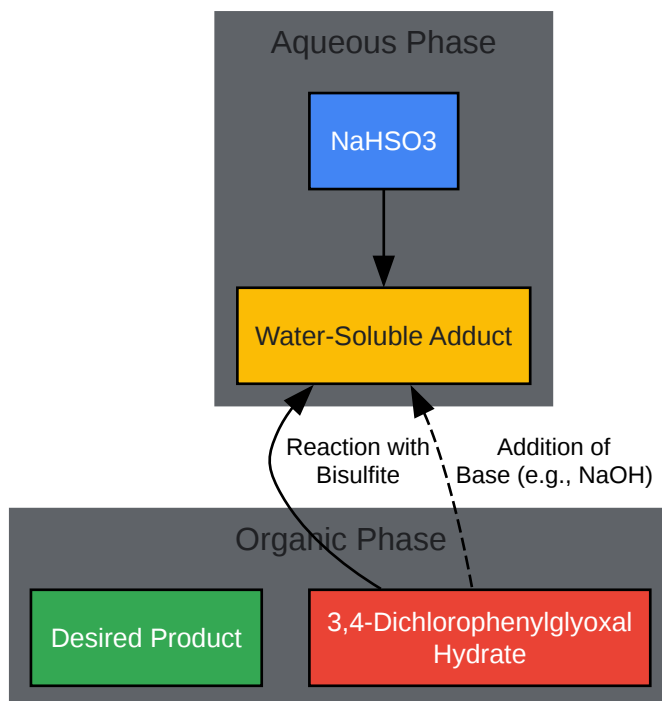 Aqueous Phase
NaHSO3
Water-Soluble Adduct
Reaction with
Bisulfite
Addition of
Base (e.g., NaOH)
Organic Phase
Desired Product
3,4-Dichlorophenylglyoxal
Hydrate